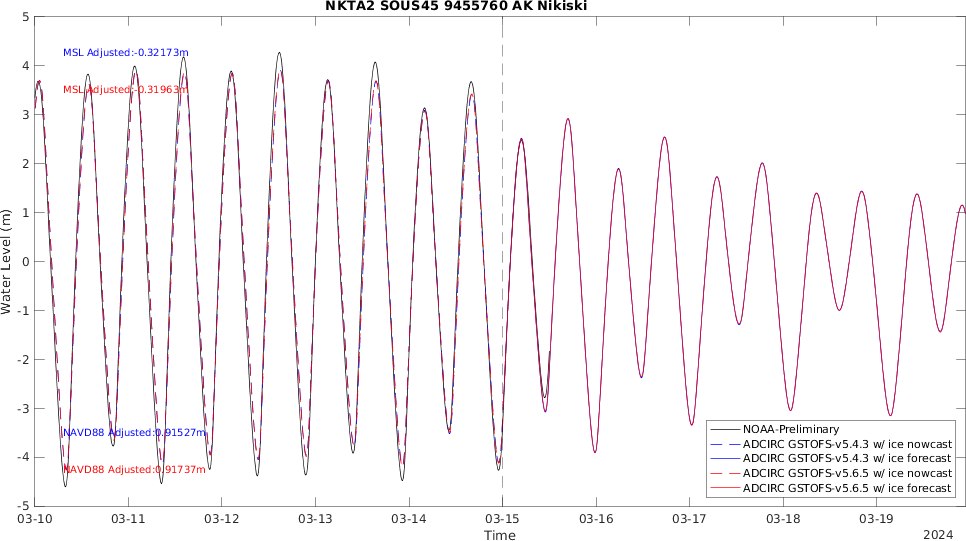 NKTA2 SOUS45 9455760 AK Nikiski
5
4
3
2
1
0
-1
-2
-3
-4
-5
Water Level (m)
MSL Adjusted:-0.32173m
MSL Adjusted:-0.31963m
NAVD88 Adjusted:0.91527m
NAVD88 Adjusted:0.91737m
NOAA-Preliminary
ADCIRC GSTOFS-v5.4.3 w/ ice nowcast
ADCIRC GSTOFS-v5.4.3 w/ ice forecast
ADCIRC GSTOFS-v5.6.5 w/ ice nowcast
ADCIRC GSTOFS-v5.6.5 w/ ice forecast
03-10 03-11 03-12 03-13 03-14 03-15 03-16 03-17 03-18 03-19
Time
2024